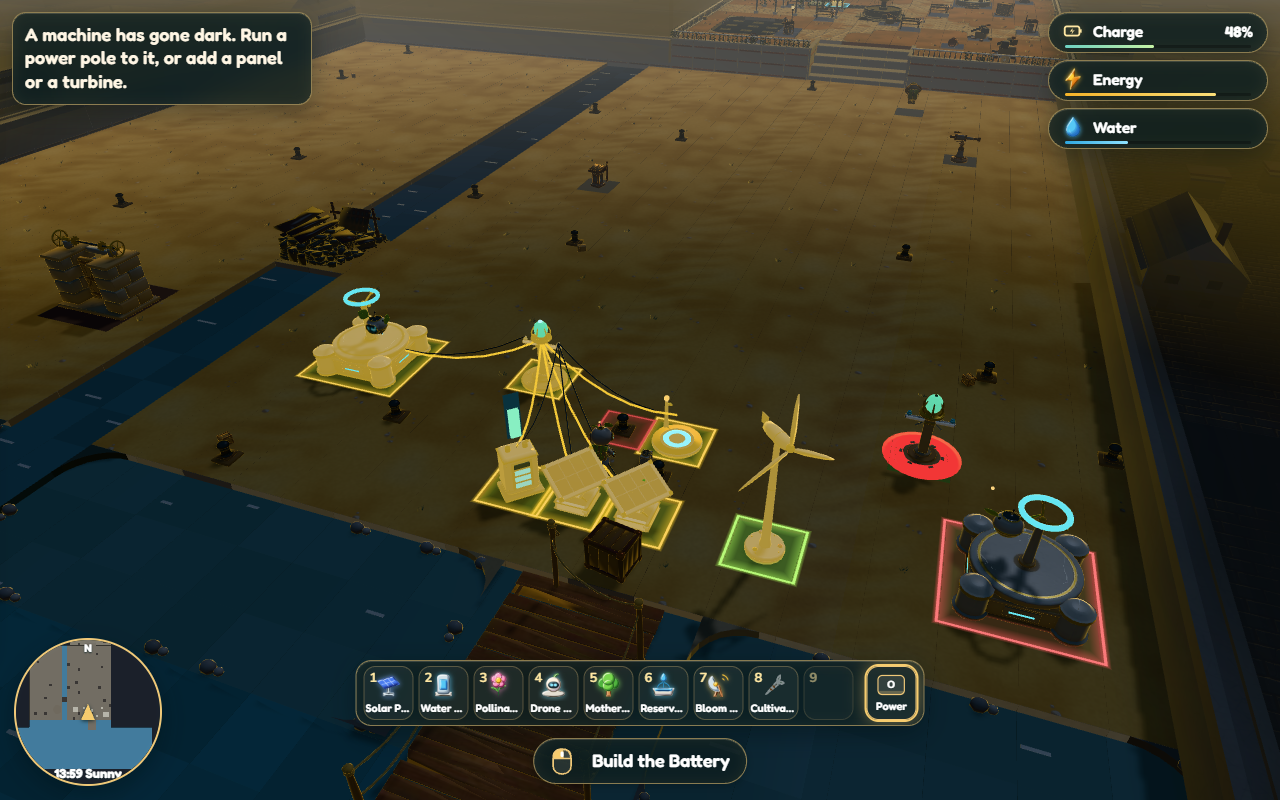 A machine has gone dark. Run a
power pole to it, or add a panel
or a turbine.
Charge 48%
Energy
Water
N
13:59 Sunny
1 2 3 4 5 6 7 8 9 O
Solar P... Water ... Pollina... Drone ... Mother... Reserv... Bloom ... Cultiva... Power
Build the Battery